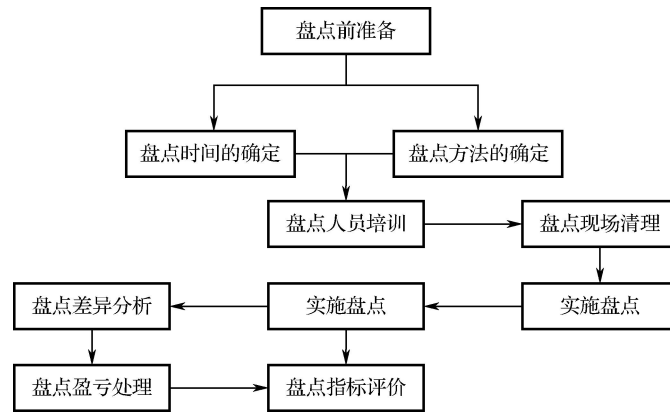 盘点前准备
盘点时间的确定
盘点方法的确定
盘点人员培训
盘点现场清理
盘点差异分析
实施盘点
实施盘点
盘点盈亏处理
盘点指标评价